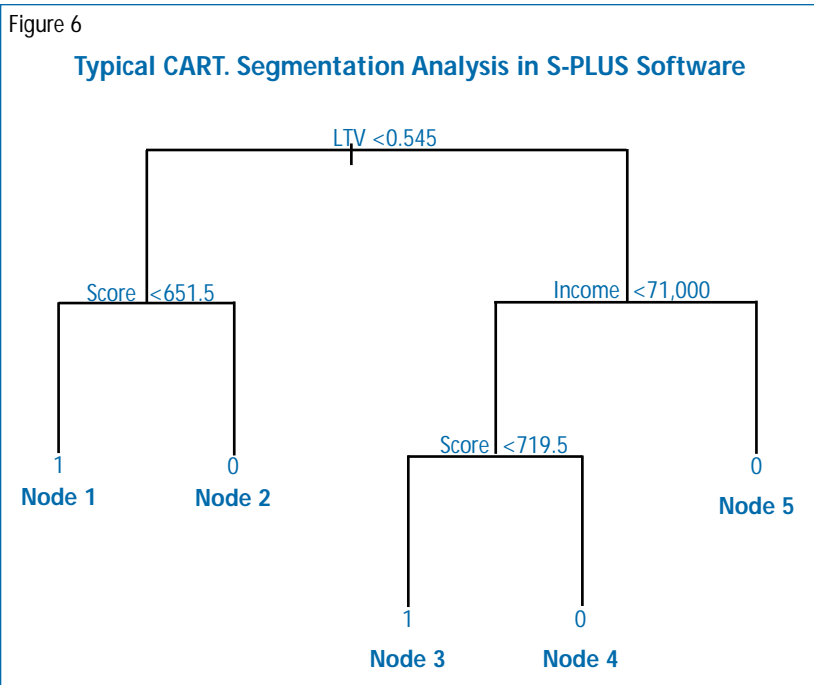 Figure 6
Typical CART. Segmentation Analysis in S-PLUS Software
LTV <0.545
Score <651.5
Income <71,000
Score <719.5
1
0
0
Node 1
Node 2
Node 5
1
0
Node 3
Node 4